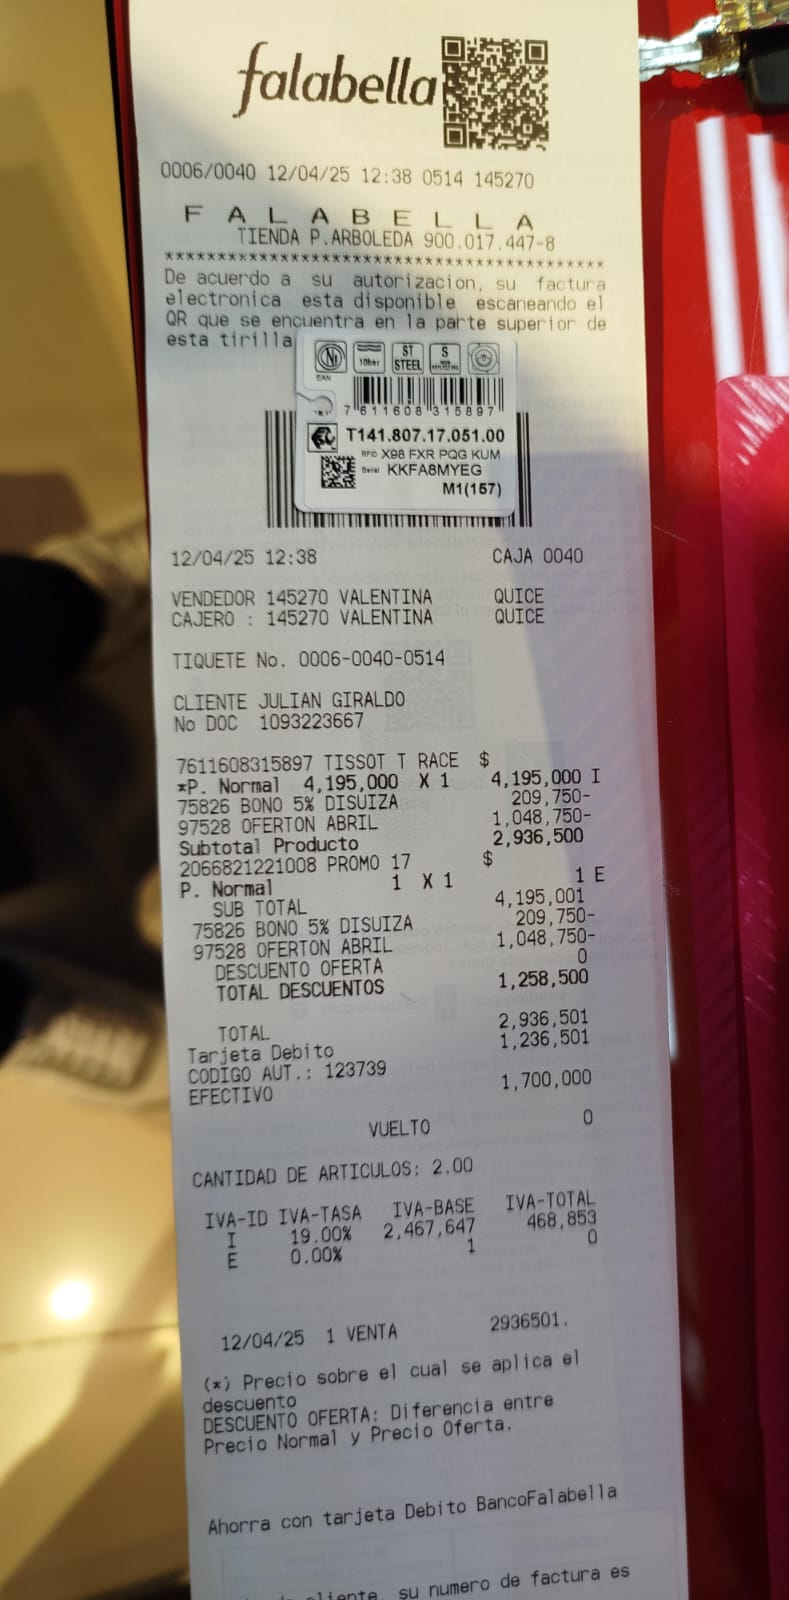 falabella
0006/0040 12/04/25 12:38 0514 145270
F A L A B E L L A
TIENDA P.ARBOLEDA 900.017.447-8
*******************************************
De acuerdo a su autorizacion, su factura
electronica esta disponible escaneando el
QR que se encuentra en la parte superior de
esta tirilla
10bar ST STEEL S
EAN
7 611608 315897
T141.807.17.051.00
RFID X98 FXR PQG KUM
Serial KKFA8MYEG
M1(157)
12/04/25 12:38 CAJA 0040
VENDEDOR 145270 VALENTINA QUICE
CAJERO : 145270 VALENTINA QUICE
TIQUETE No. 0006-0040-0514
CLIENTE JULIAN GIRALDO
No DOC 1093223667
7611608315897 TISSOT T RACE $
*P. Normal 4,195,000 X 1 4,195,000 I
75826 BONO 5% DISUIZA 209,750-
97528 OFERTON ABRIL 1,048,750-
Subtotal Producto 2,936,500
2066821221008 PROMO 17 $
P. Normal 1 X 1 1 E
SUB TOTAL 4,195,001
75826 BONO 5% DISUIZA 209,750-
97528 OFERTON ABRIL 1,048,750-
DESCUENTO OFERTA 0
TOTAL DESCUENTOS 1,258,500
TOTAL 2,936,501
Tarjeta Debito 1,236,501
CODIGO AUT.: 123739
EFECTIVO 1,700,000
VUELTO 0
CANTIDAD DE ARTICULOS: 2.00
IVA-ID IVA-TASA IVA-BASE IVA-TOTAL
I 19.00% 2,467,647 468,853
E 0.00% 1 0
12/04/25 1 VENTA 2936501.
(*) Precio sobre el cual se aplica el
descuento
DESCUENTO OFERTA: Diferencia entre
Precio Normal y Precio Oferta.
Ahorra con tarjeta Debito BancoFalabella
cliente, su numero de factura es